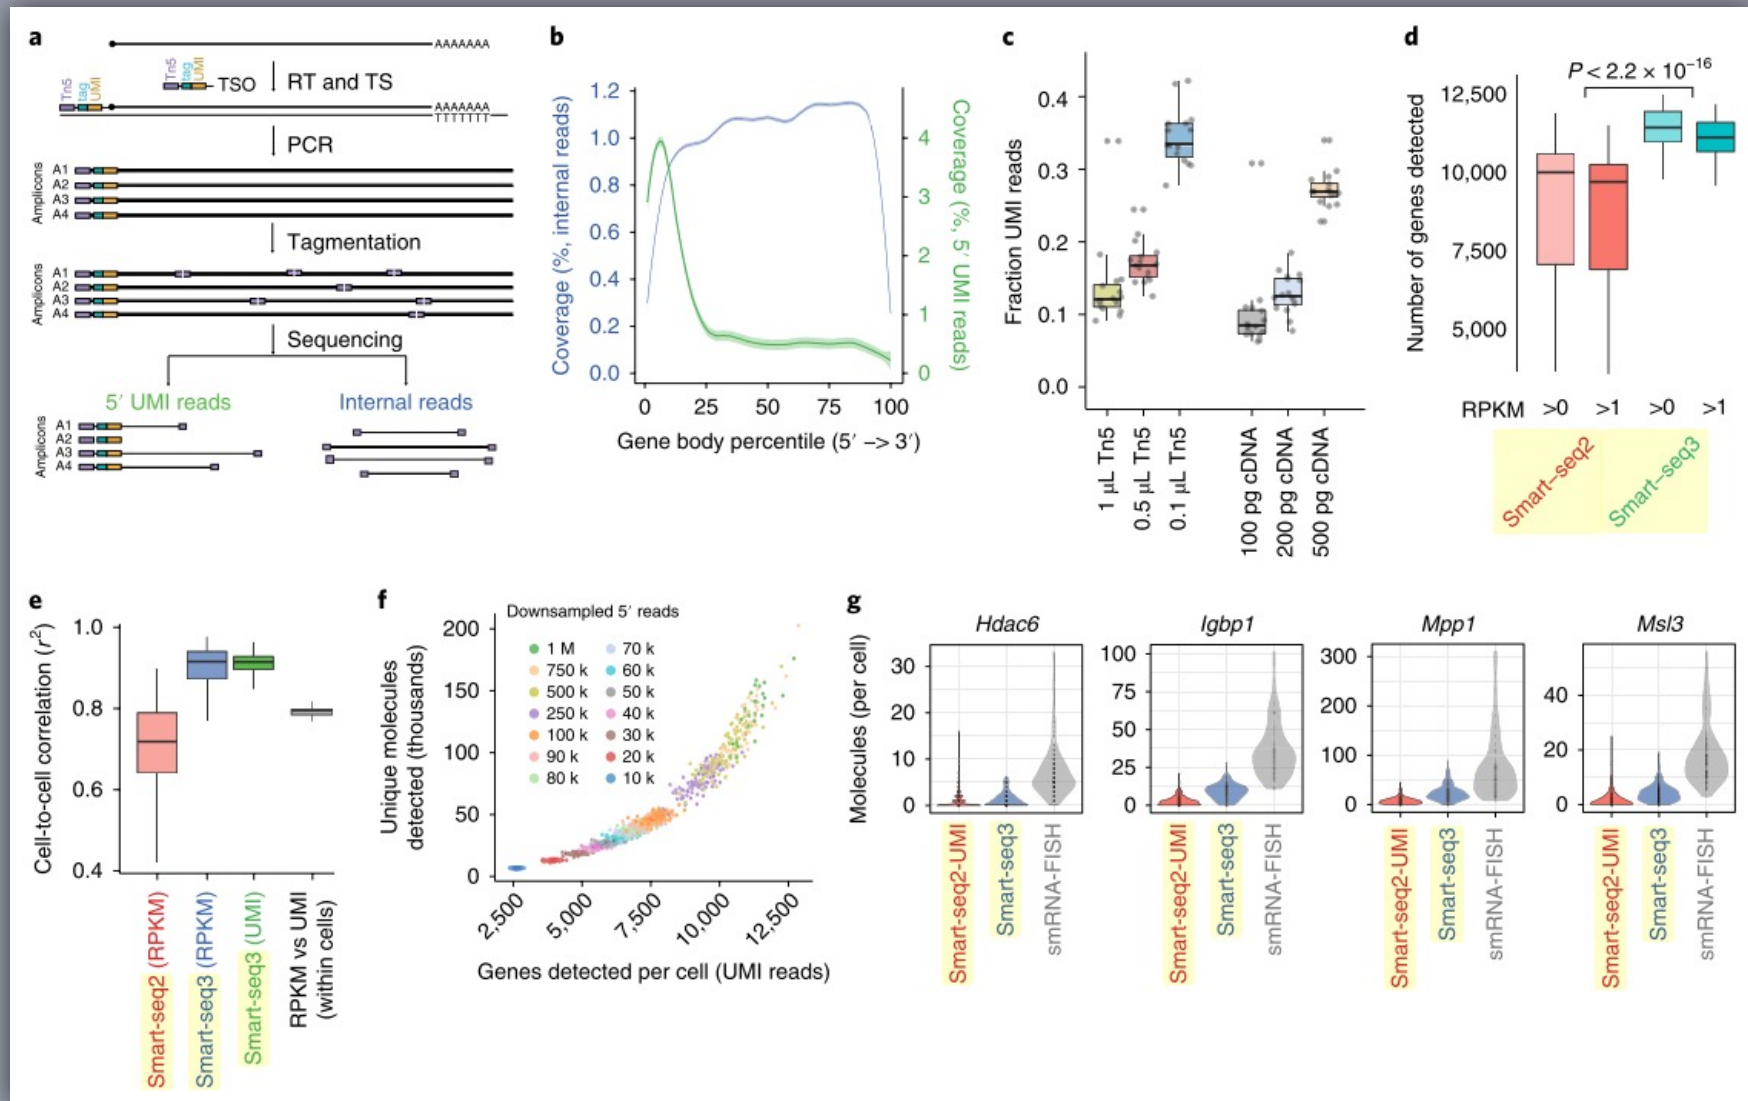 a
AAAAAAA
Tn5
tag
UMI
TSO
RT and TS
Tn5
tag
UMI
AAAAAAA
TTTTTTT
PCR
Amplicons
A1
A2
A3
A4
Tagmentation
Amplicons
A1
A2
A3
A4
Sequencing
5′ UMI reads
Internal reads
Amplicons
A1
A2
A3
A4
b
Coverage (%, internal reads)
1.2
1.0
0.8
0.6
0.4
0.2
0.0
Coverage (%, 5′ UMI reads)
4
3
2
1
0
0 25 50 75 100
Gene body percentile (5′ –> 3′)
c
Fraction UMI reads
0.4
0.3
0.2
0.1
0.0
1 µL Tn5
0.5 µL Tn5
0.1 µL Tn5
100 pg cDNA
200 pg cDNA
500 pg cDNA
d
P < 2.2 × 10−16
Number of genes detected
12,500
10,000
7,500
5,000
RPKM >0 >1 >0 >1
Smart–seq2
Smart–seq3
e
Cell-to-cell correlation (r2)
1.0
0.8
0.6
0.4
Smart-seq2 (RPKM)
Smart-seq3 (RPKM)
Smart-seq3 (UMI)
RPKM vs UMI
(within cells)
f
Unique molecules
detected (thousands)
200
150
100
50
0
Downsampled 5′ reads
1 M
750 k
500 k
250 k
100 k
90 k
80 k
70 k
60 k
50 k
40 k
30 k
20 k
10 k
2,500 5,000 7,500 10,000 12,500
Genes detected per cell (UMI reads)
g
Molecules (per cell)
Hdac6
30
20
10
0
Smart-seq2-UMI
Smart-seq3
smRNA-FISH
Igbp1
100
75
50
25
0
Smart-seq2-UMI
Smart-seq3
smRNA-FISH
Mpp1
300
200
100
0
Smart-seq2-UMI
Smart-seq3
smRNA-FISH
Msl3
40
20
0
Smart-seq2-UMI
Smart-seq3
smRNA-FISH